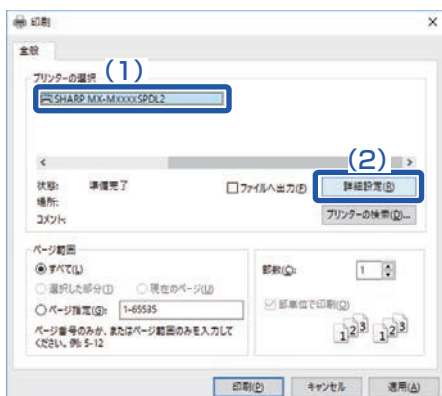 印刷
全般
プリンターの選択
(1)
SHARP MX-MxxxxSPDL2
(2)
状態: 準備完了
場所:
コメント:
ファイルへ出力(F)
詳細設定(R)
プリンターの検索(D)...
ページ範囲
すべて(L)
選択した部分(T) 現在のページ(U)
ページ指定(G): 1-65535
ページ番号のみか、またはページ範囲のみを入力して
ください。例: 5-12
部数(C): 1
部単位で印刷(O)
1 2 3 1 2 3
印刷(P) キャンセル 適用(A)